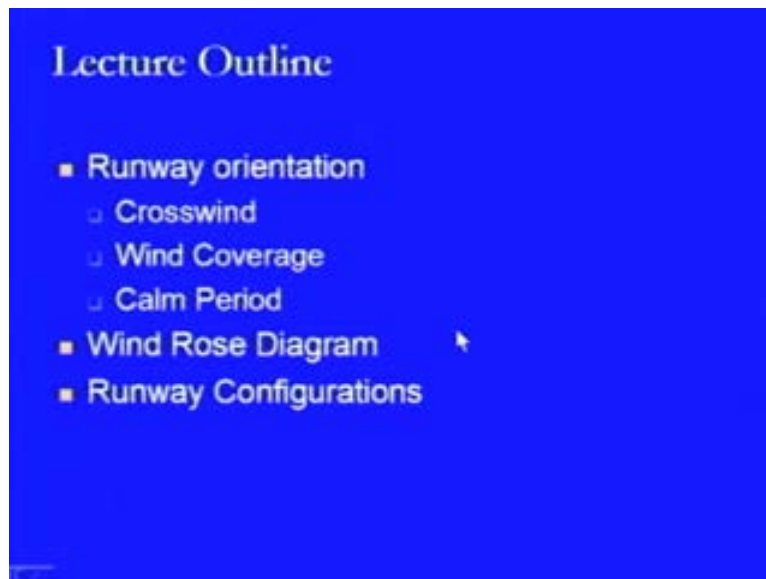 Lecture Outline
Runway orientation
Crosswind
Wind Coverage
Calm Period
Wind Rose Diagram
Runway Configurations